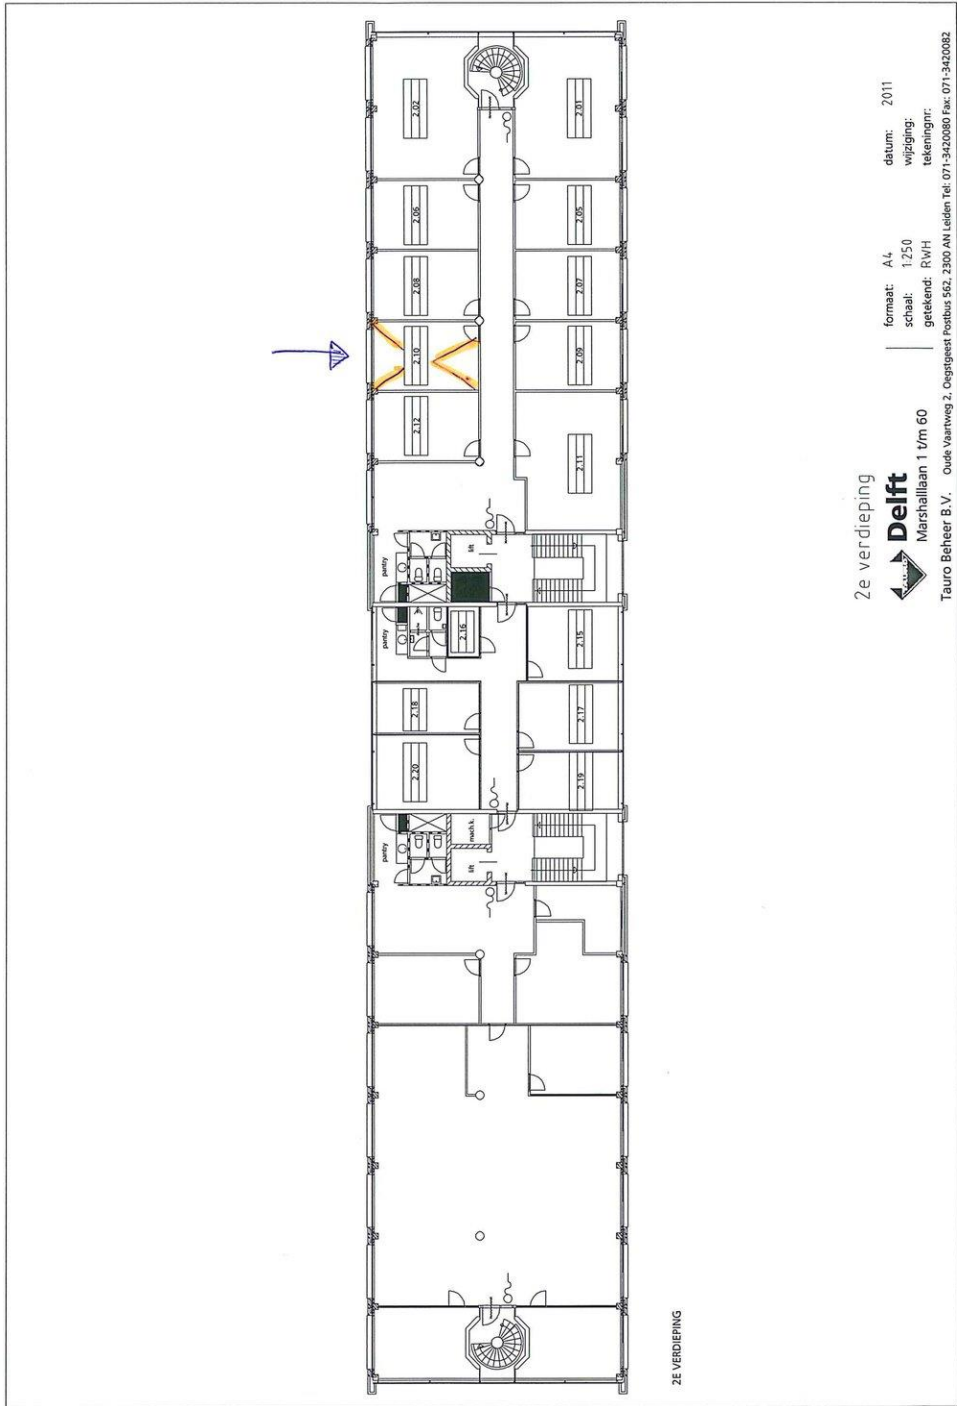 2.02
2.01
2.06
2.05
2.08
2.07
2.10
2.09
2.12
2.11
pantry
lift
pantry
2.16
2.15
2.18
2.17
2.20
2.19
pantry
mach.k.
lift
2E VERDIEPING
2e verdieping
Delft
Marshalllaan 1 t/m 60
formaat: A4
schaal: 1:250
getekend: RWH
datum: 2011
wijziging:
tekeningnr:
Tauro Beheer B.V. Oude Vaartweg 2, Oegstgeest Postbus 562, 2300 AN Leiden Tel: 071-3420080 Fax: 071-3420082